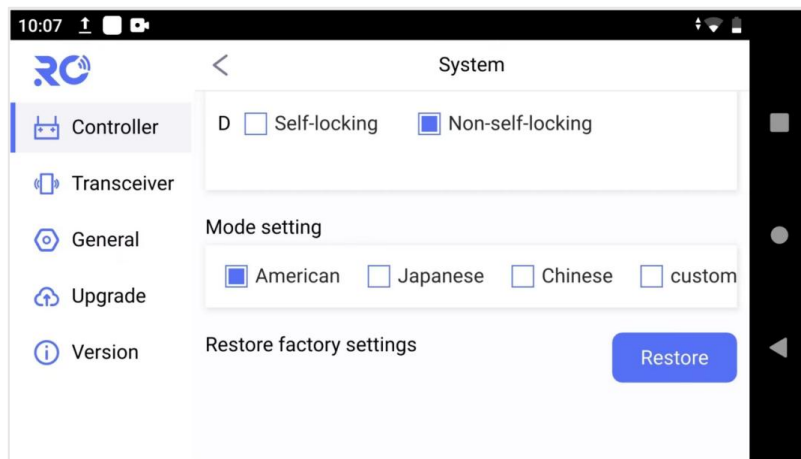 10:07
RC
System
Controller
D Self-locking Non-self-locking
Transceiver
General
Mode setting
American Japanese Chinese custom
Upgrade
Version
Restore factory settings
Restore